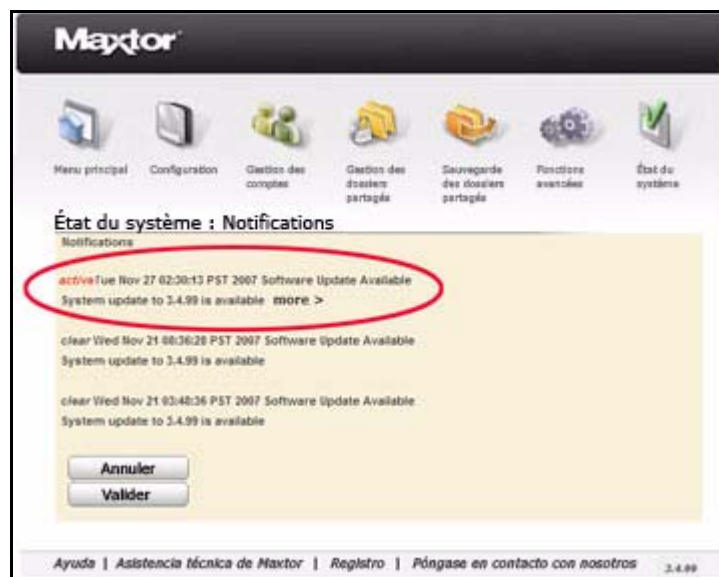 Maxtor
Menu principal
Configuration
Gestion des comptes
Gestion des dossiers partagés
Sauvegarde des dossiers partagés
Fonctions avancées
État du système
État du système : Notifications
Notifications
active Tue Nov 27 02:30:13 PST 2007 Software Update Available
System update to 3.4.99 is available more >
clear Wed Nov 21 08:36:28 PST 2007 Software Update Available
System update to 3.4.99 is available
clear Wed Nov 21 03:48:36 PST 2007 Software Update Available
System update to 3.4.99 is available
Annuler
Valider
Ayuda | Asistencia técnica de Maxtor | Registro | Póngase en contacto con nosotros 3.4.99